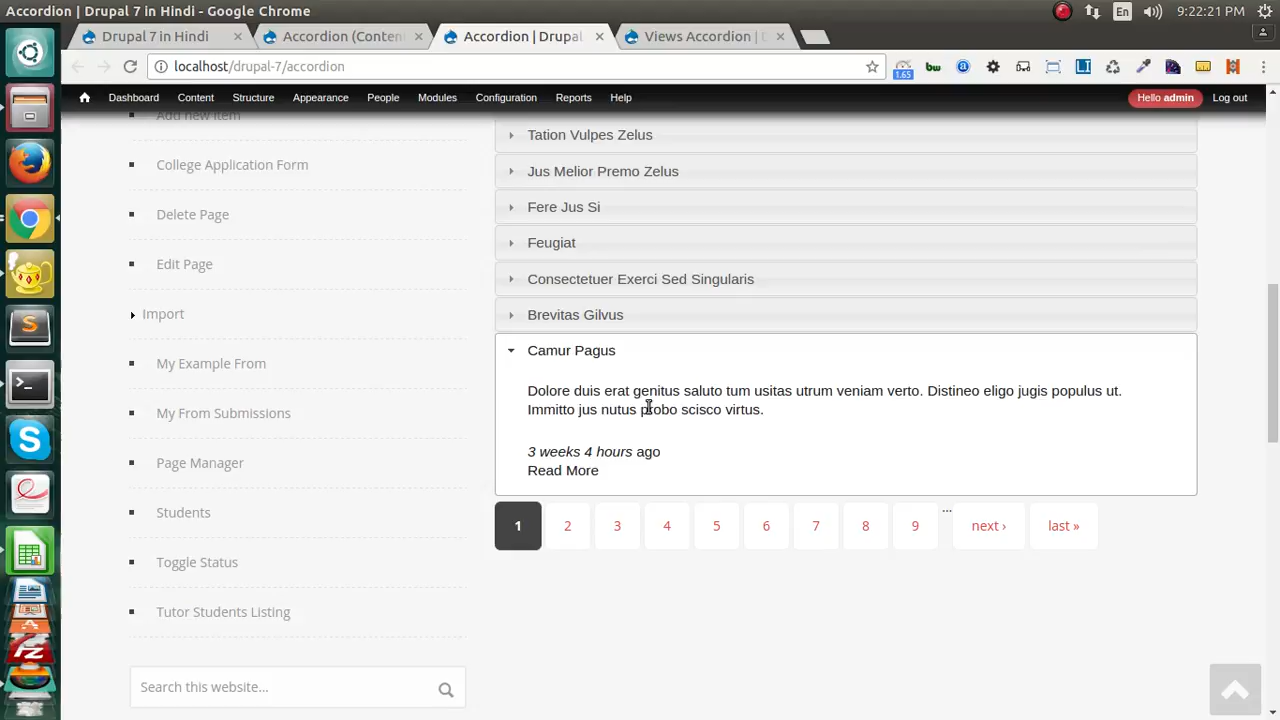 Accordion | Drupal 7 in Hindi - Google Chrome
En
9:22:21 PM
Drupal 7 in Hindi
Accordion (Conten
Accordion | Drupal
Views Accordion |
localhost/drupal-7/accordion
1.65
bw
Dashboard Content Structure Appearance People Modules Configuration Reports Help
Hello admin
Log out
Add new item
College Application Form
Delete Page
Edit Page
Import
My Example From
My From Submissions
Page Manager
Students
Toggle Status
Tutor Students Listing
Search this website...
Tation Vulpes Zelus
Jus Melior Premo Zelus
Fere Jus Si
Feugiat
Consectetuer Exerci Sed Singularis
Brevitas Gilvus
Camur Pagus
Dolore duis erat genitus saluto tum usitas utrum veniam verto. Distineo eligo jugis populus ut.
Immitto jus nutus probo scisco virtus.
3 weeks 4 hours ago
Read More
1 2 3 4 5 6 7 8 9 ... next › last »